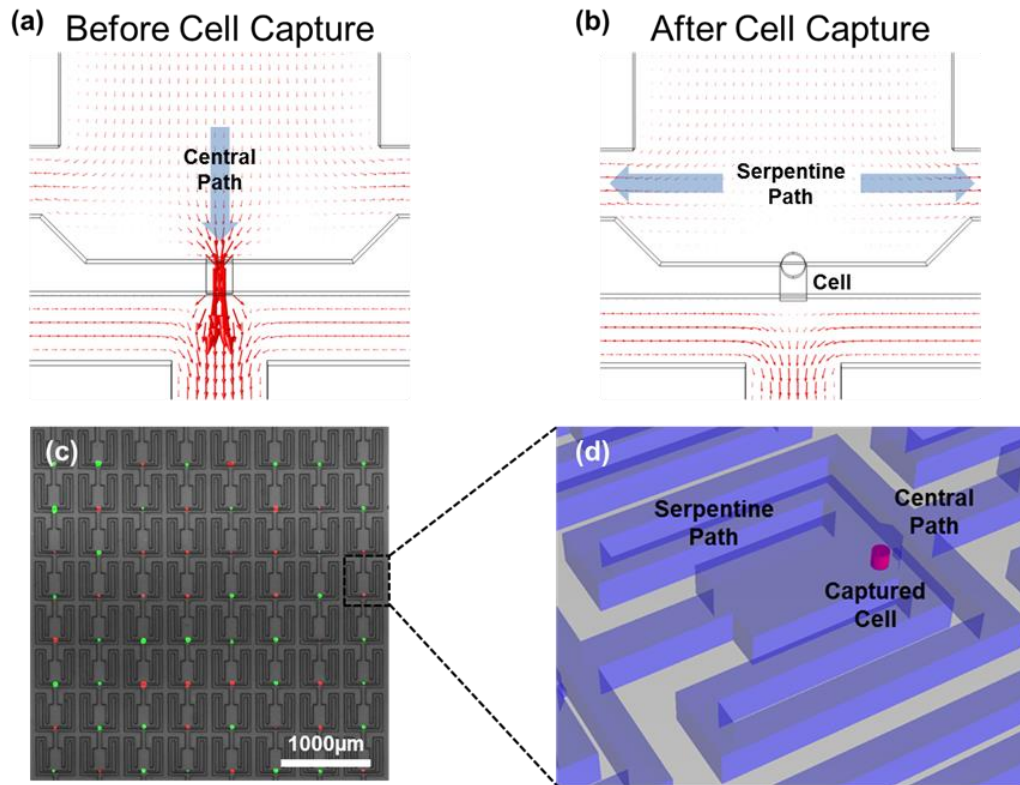 (a) Before Cell Capture
(b) After Cell Capture
Central
Path
Serpentine
Path
Cell
(c)
1000μm
(d)
Serpentine
Path
Central
Path
Captured
Cell